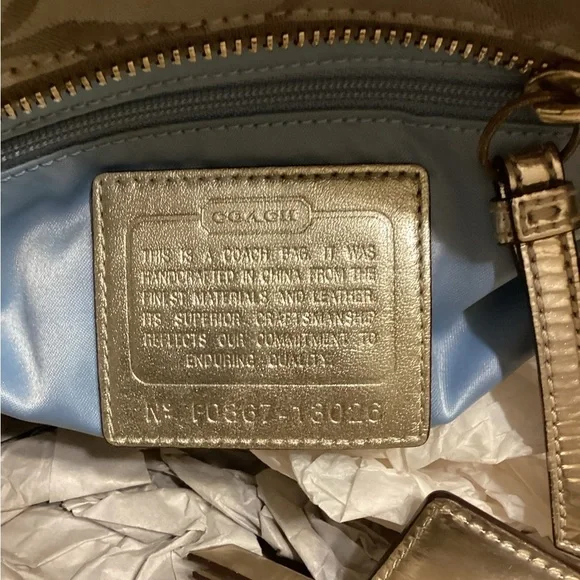 COACH
THIS IS A COACH BAG. IT WAS
HANDCRAFTED IN CHINA FROM THE
FINEST MATERIALS AND LEATHER.
ITS SUPERIOR CRAFTSMANSHIP
REFLECTS OUR COMMITMENT TO
ENDURING QUALITY.
Nº F0867-13026